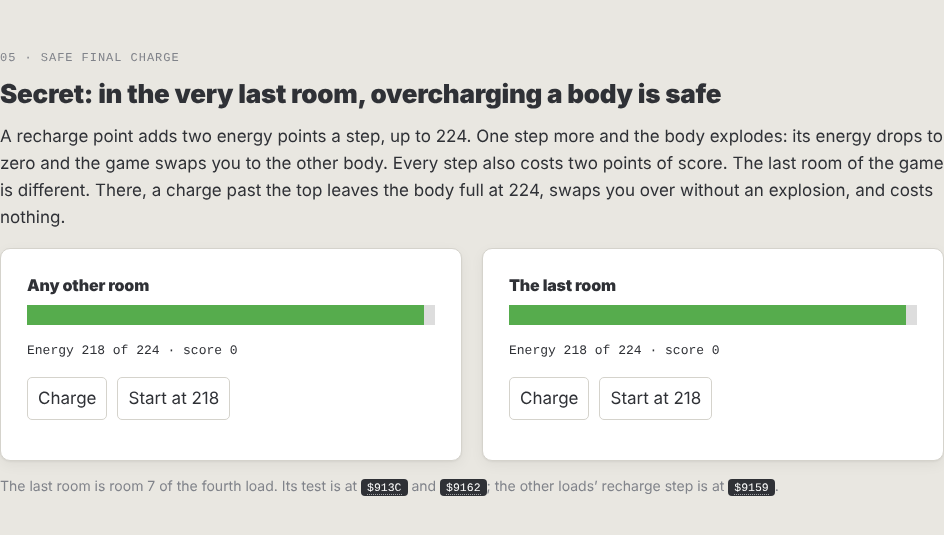 05 · SAFE FINAL CHARGE
Secret: in the very last room, overcharging a body is safe
A recharge point adds two energy points a step, up to 224. One step more and the body explodes: its energy drops to
zero and the game swaps you to the other body. Every step also costs two points of score. The last room of the game
is different. There, a charge past the top leaves the body full at 224, swaps you over without an explosion, and costs
nothing.
Any other room
Energy 218 of 224 · score 0
Charge
Start at 218
The last room
Energy 218 of 224 · score 0
Charge
Start at 218
The last room is room 7 of the fourth load. Its test is at $913C and $9162; the other loads’ recharge step is at $9159.